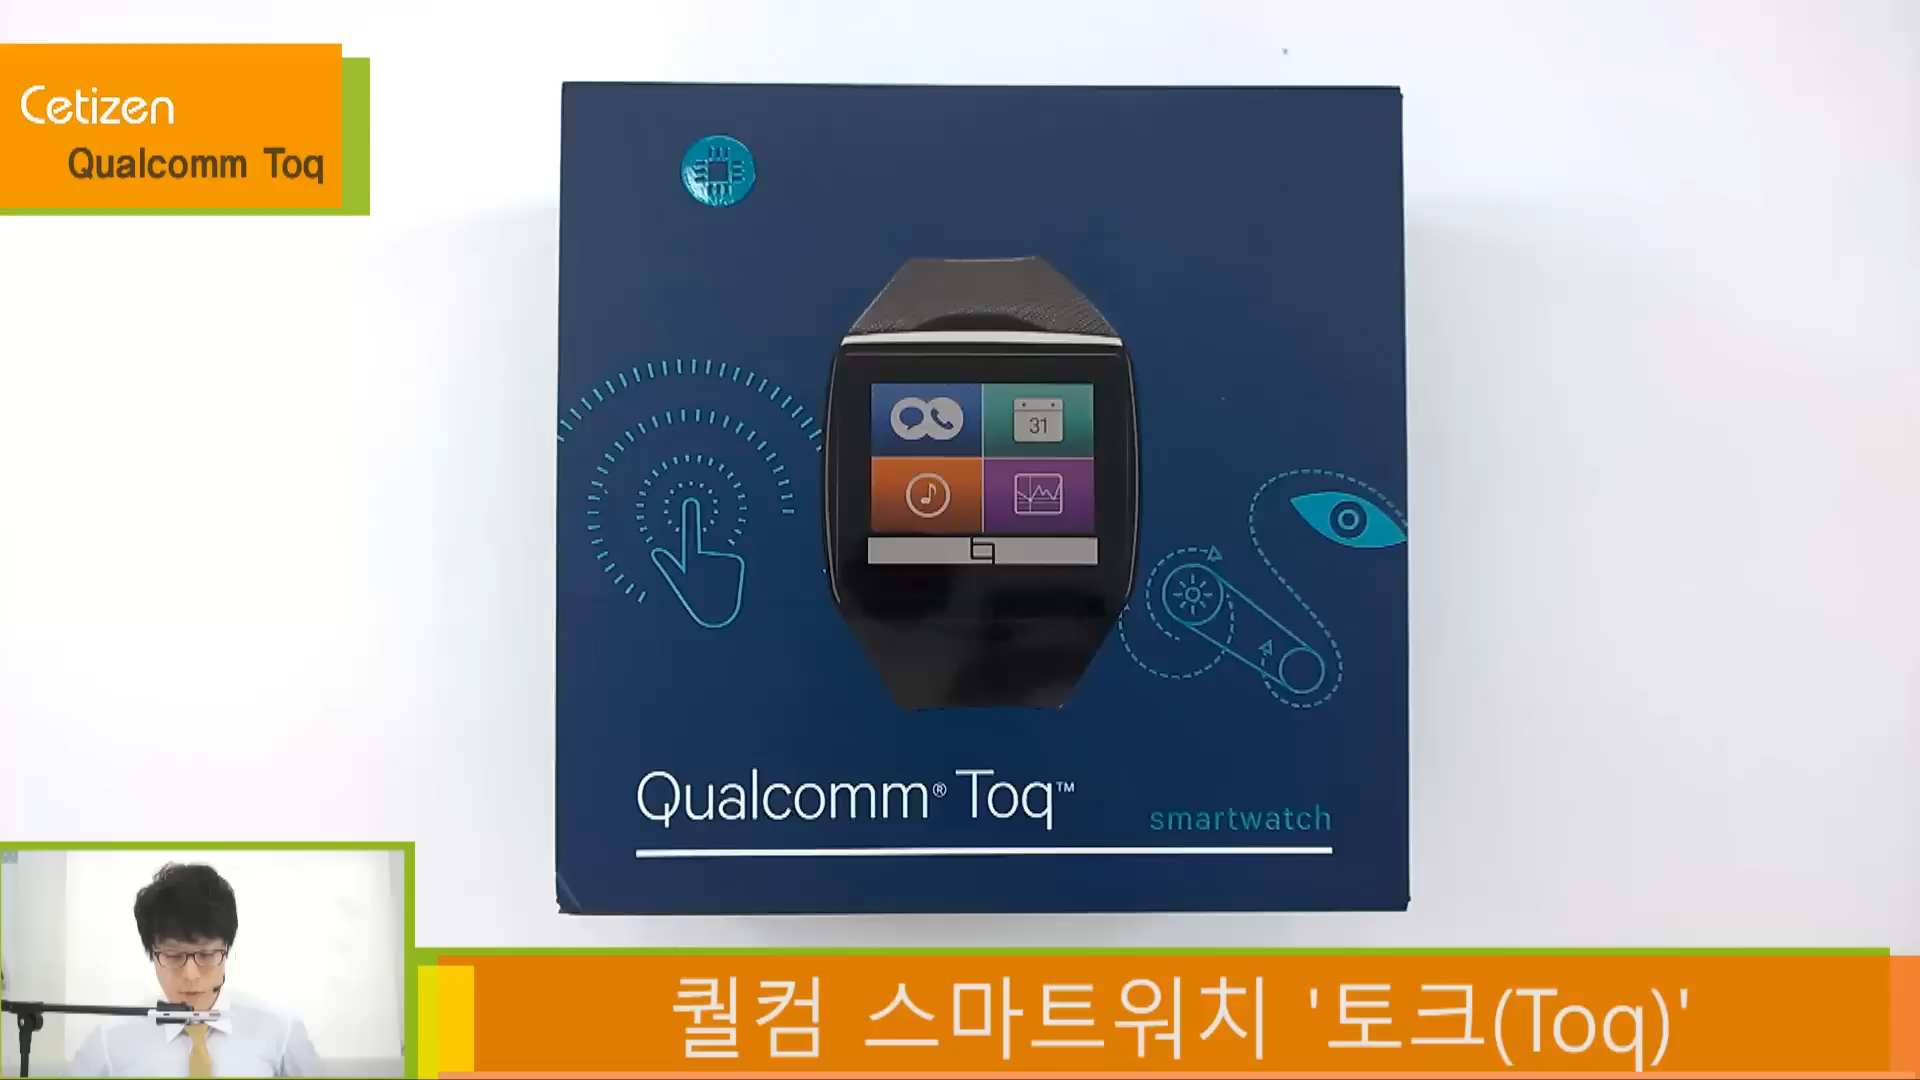 Cetizen
Qualcomm Toq
31
Qualcomm® Toq™
smartwatch
퀄컴 스마트워치 '토크(Toq)'